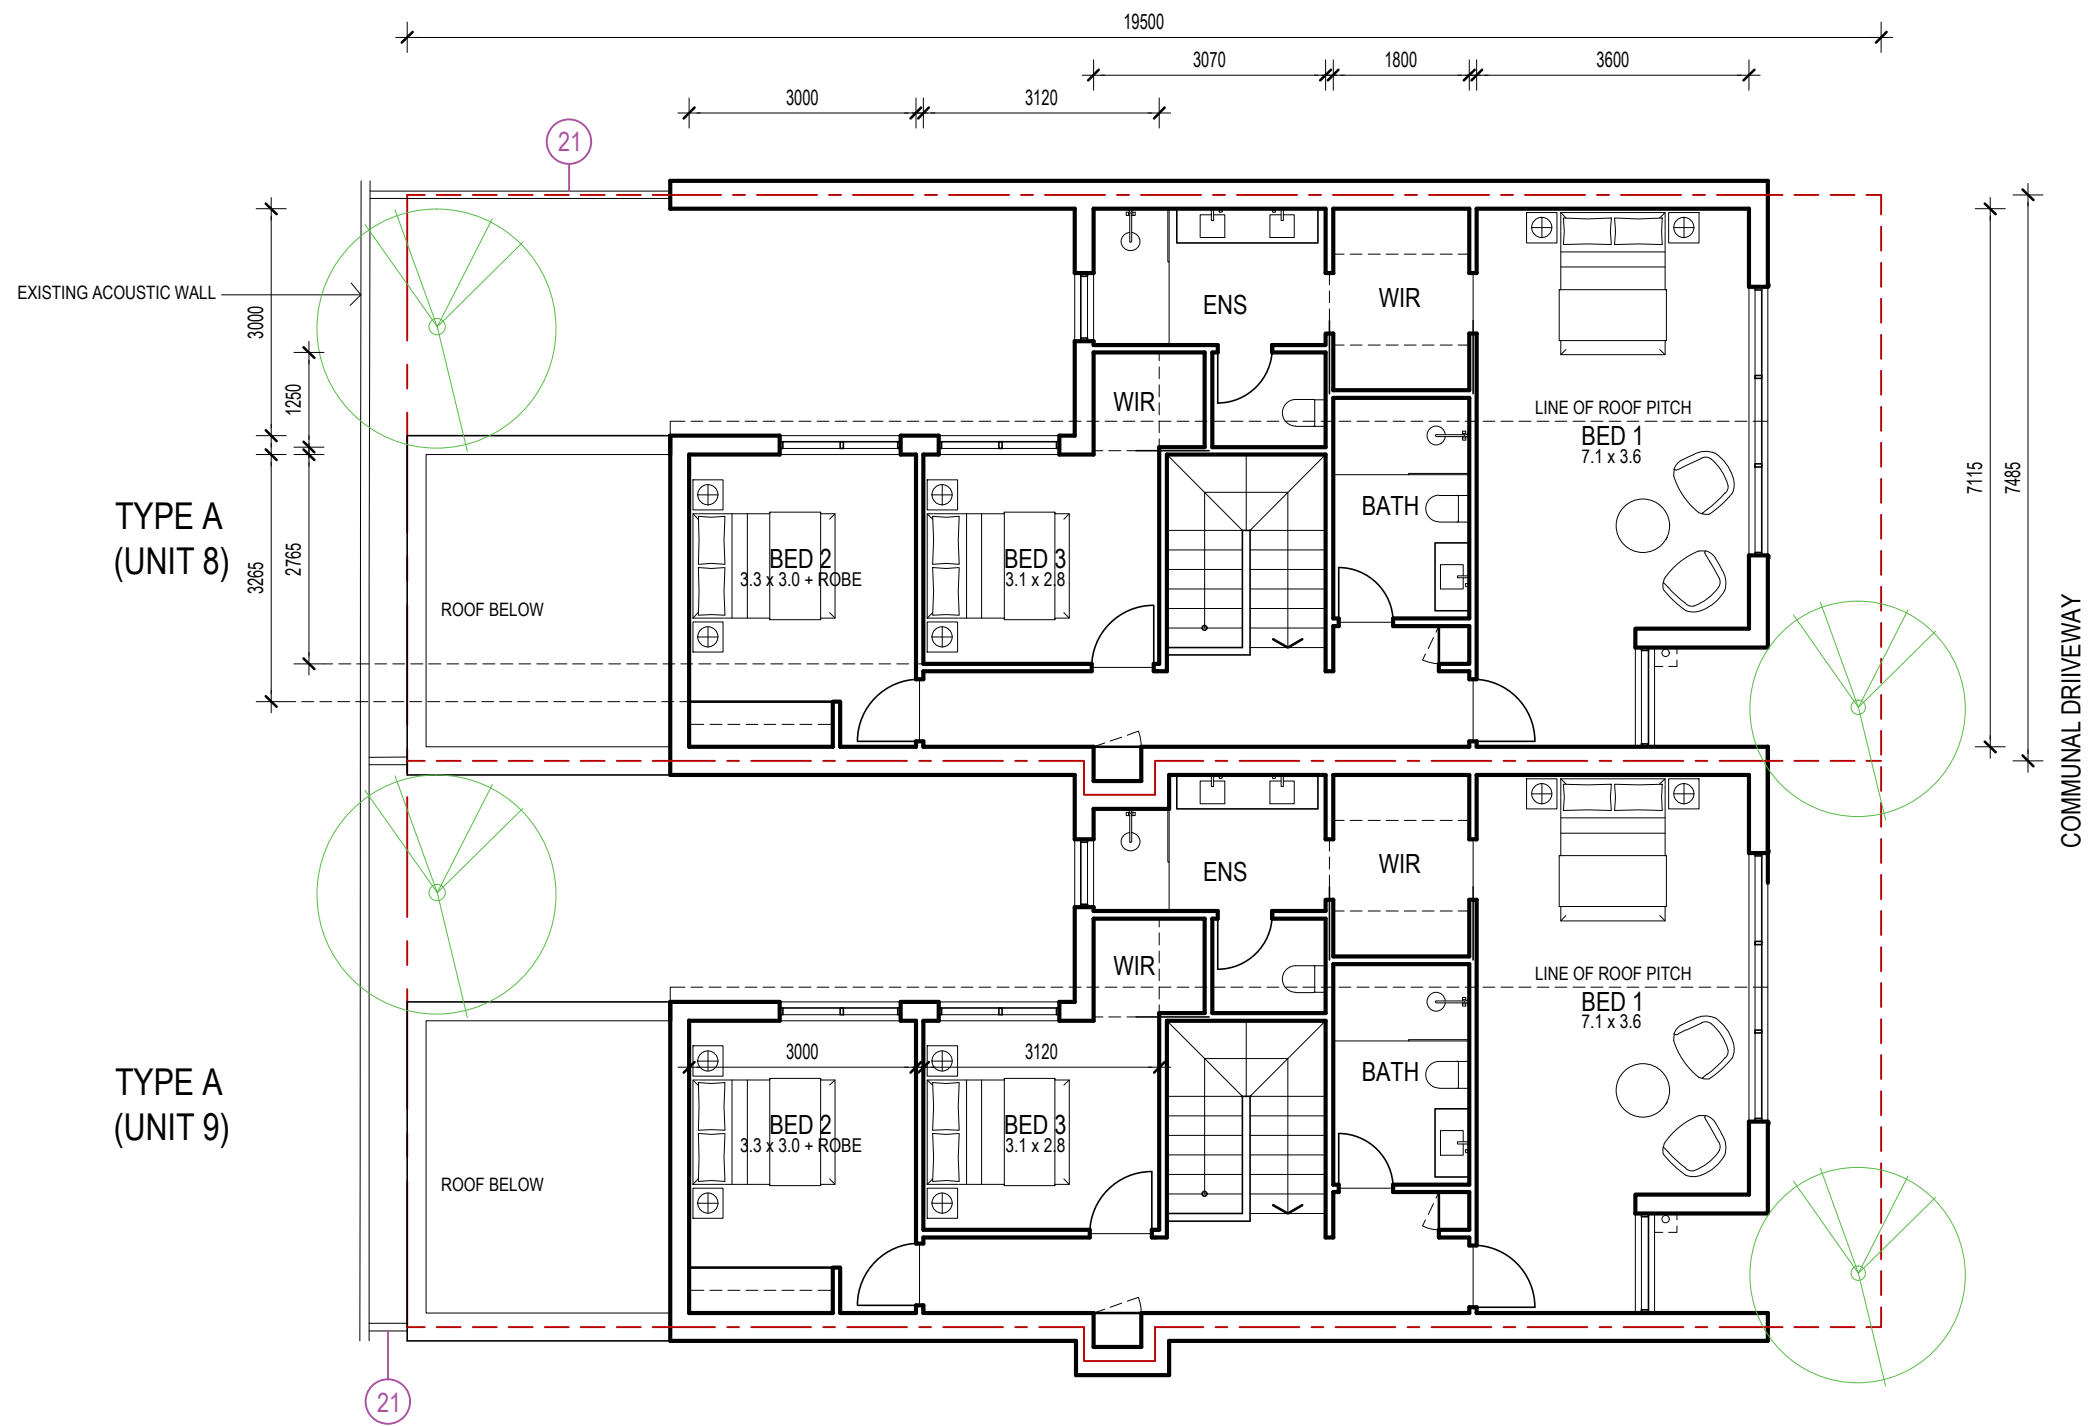 19500
3070
1800
3600
3000
3120
21
EXISTING ACOUSTIC WALL
3000
1250
3265
2765
7115
7485
ENS
WIR
WIR
LINE OF ROOF PITCH
BED 1
7.1 x 3.6
BATH
TYPE A
(UNIT 8)
BED 2
3.3 x 3.0 + ROBE
BED 3
3.1 x 2.8
ROOF BELOW
COMMUNAL DRIIVEWAY
ENS
WIR
WIR
LINE OF ROOF PITCH
BED 1
7.1 x 3.6
3000
3120
BATH
TYPE A
(UNIT 9)
BED 2
3.3 x 3.0 + ROBE
BED 3
3.1 x 2.8
ROOF BELOW
21